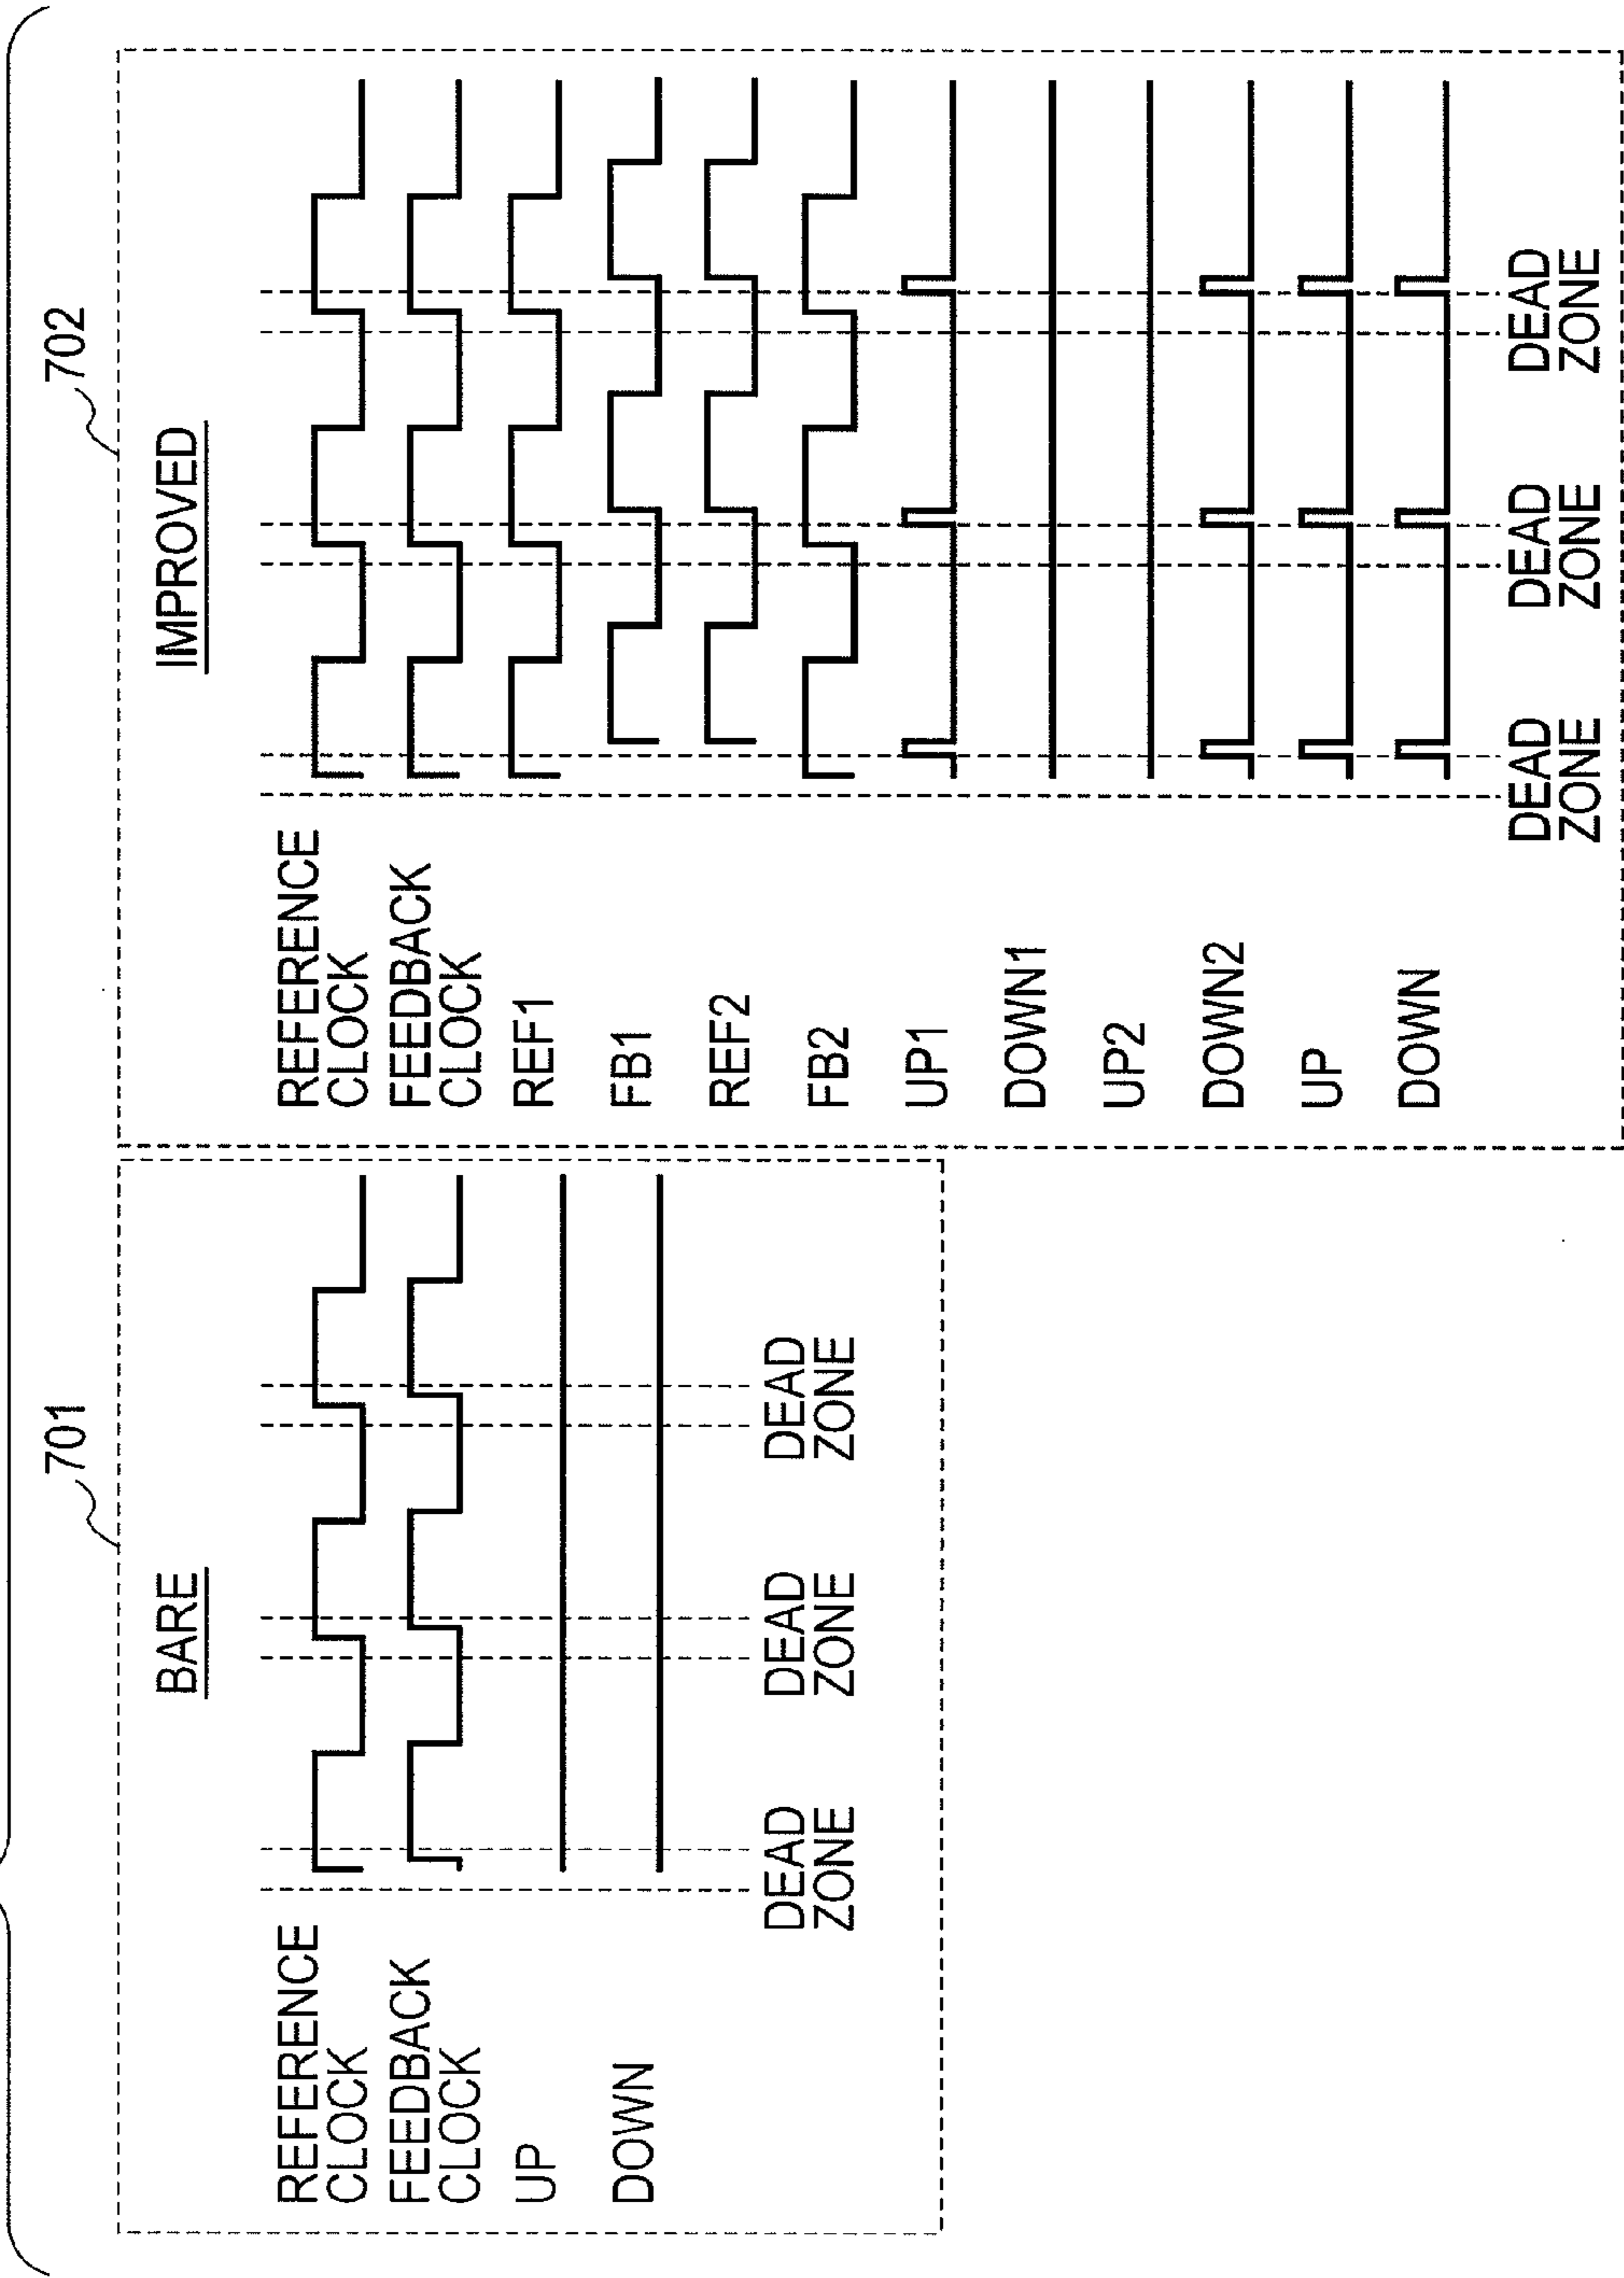 701
BARE
REFERENCE
CLOCK
FEEDBACK
CLOCK
UP
DOWN
DEAD
ZONE
DEAD
ZONE
DEAD
ZONE
702
IMPROVED
REFERENCE
CLOCK
FEEDBACK
CLOCK
REF1
FB1
REF2
FB2
UP1
DOWN1
UP2
DOWN2
UP
DOWN
DEAD
ZONE
DEAD
ZONE
DEAD
ZONE